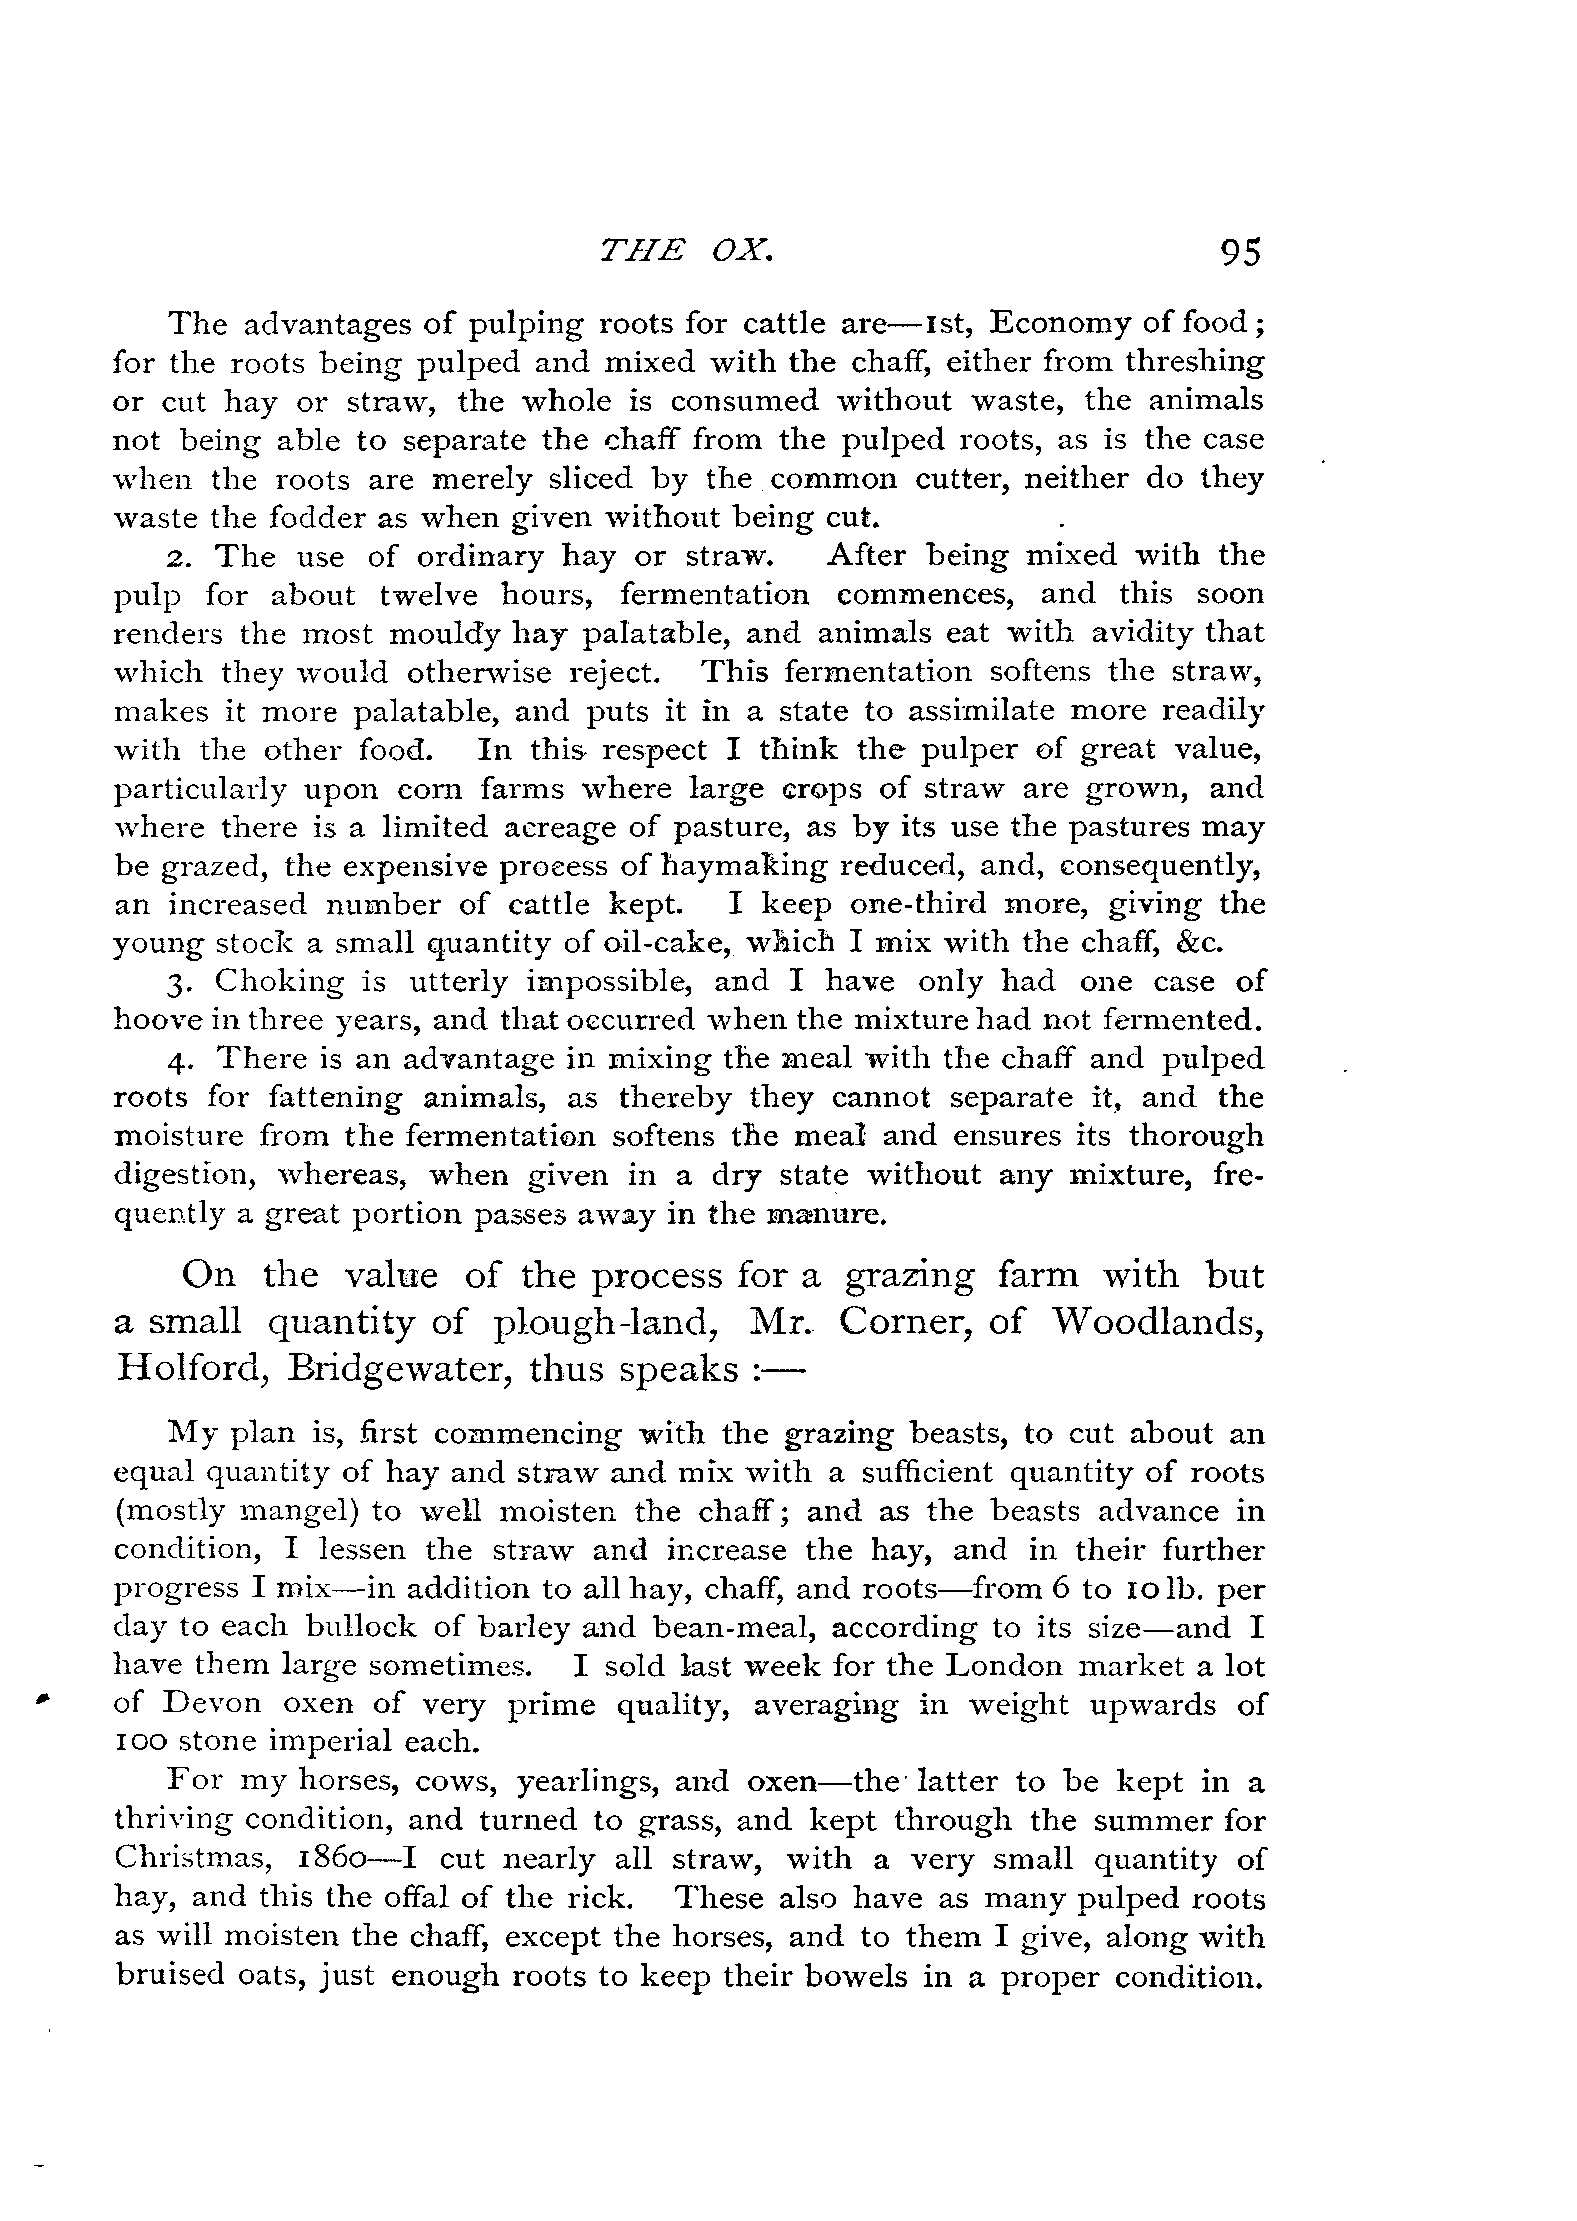 THE OX. 95
The advantages of pulping roots for cattle are—1st, Economy of food;
for the roots being pulped and mixed with the chaff, either from threshing
or cut hay or straw, the whole is consumed without waste, the animals
not being able to separate the chaff from the pulped roots, as is the case
when the roots are merely sliced by the common cutter, neither do they
waste the fodder as when given without being cut.
2. The use of ordinary hay or straw. After being mixed with the
pulp for about twelve hours, fermentation commences, and this soon
renders the most mouldy hay palatable, and animals eat with avidity that
which they would otherwise reject. This fermentation softens the straw,
makes it more palatable, and puts it in a state to assimilate more readily
with the other food. In this respect I think the pulper of great value,
particularly upon corn farms where large crops of straw are grown, and
where there is a limited acreage of pasture, as by its use the pastures may
be grazed, the expensive process of haymaking reduced, and, consequently,
an increased number of cattle kept. I keep one-third more, giving the
young stock a small quantity of oil-cake, which I mix with the chaff, &c.
3. Choking is utterly impossible, and I have only had one case of
hoove in three years, and that occurred when the mixture had not fermented.
4. There is an advantage in mixing the meal with the chaff and pulped
roots for fattening animals, as thereby they cannot separate it, and the
moisture from the fermentation softens the meal and ensures its thorough
digestion, whereas, when given in a dry state without any mixture, fre-
quently a great portion passes away in the manure.
On the value of the process for a grazing farm with but
a small quantity of plough-land, Mr. Corner, of Woodlands,
Holford, Bridgewater, thus speaks :—
My plan is, first commencing with the grazing beasts, to cut about an
equal quantity of hay and straw and mix with a sufficient quantity of roots
(mostly mangel) to well moisten the chaff; and as the beasts advance in
condition, I lessen the straw and increase the hay, and in their further
progress I mix—in addition to all hay, chaff, and roots—from 6 to 10 lb. per
day to each bullock of barley and bean-meal, according to its size—and I
have them large sometimes. I sold last week for the London market a lot
of Devon oxen of very prime quality, averaging in weight upwards of
100 stone imperial each.
For my horses, cows, yearlings, and oxen—the latter to be kept in a
thriving condition, and turned to grass, and kept through the summer for
Christmas, 1860—I cut nearly all straw, with a very small quantity of
hay, and this the offal of the rick. These also have as many pulped roots
as will moisten the chaff, except the horses, and to them I give, along with
bruised oats, just enough roots to keep their bowels in a proper condition.